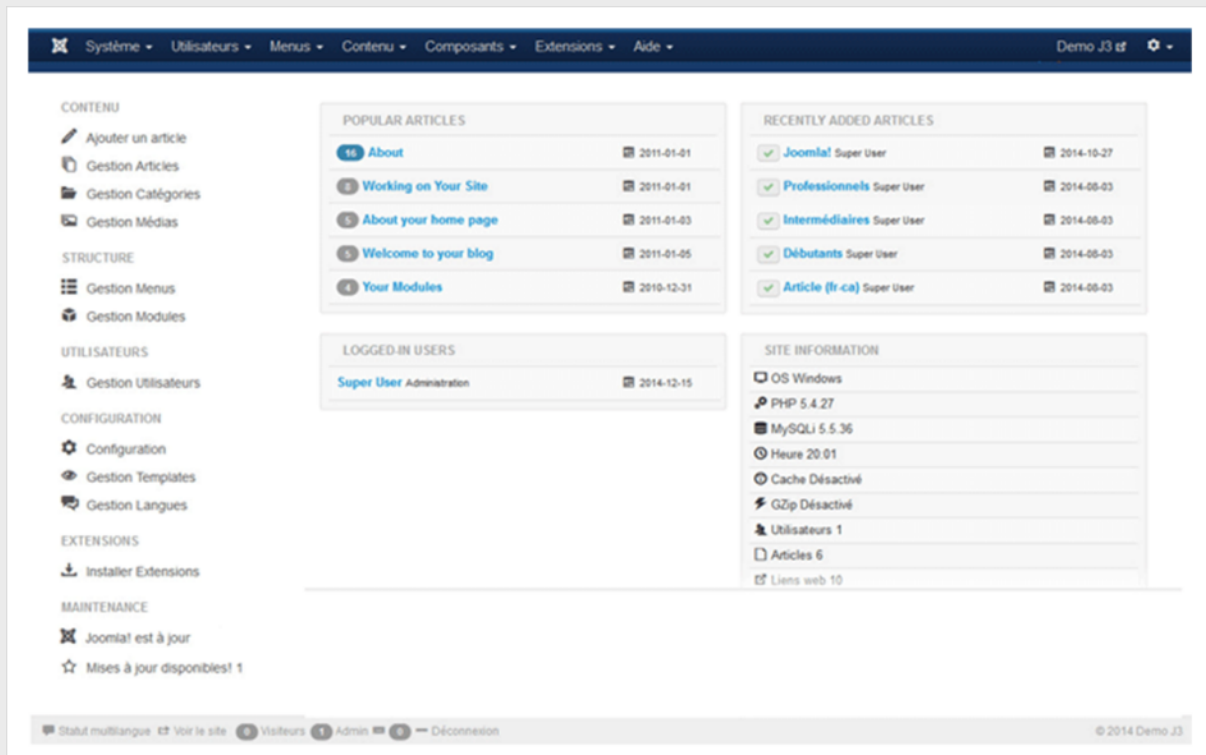 Système Utilisateurs Menus Contenu Composants Extensions Aide Demo J3
CONTENU
Ajouter un article
Gestion Articles
Gestion Catégories
Gestion Médias
STRUCTURE
Gestion Menus
Gestion Modules
UTILISATEURS
Gestion Utilisateurs
CONFIGURATION
Configuration
Gestion Templates
Gestion Langues
EXTENSIONS
Installer Extensions
MAINTENANCE
Joomla! est à jour
Mises à jour disponibles! 1
POPULAR ARTICLES
16 About 2011-01-01
8 Working on Your Site 2011-01-01
5 About your home page 2011-01-03
5 Welcome to your blog 2011-01-05
4 Your Modules 2010-12-31
RECENTLY ADDED ARTICLES
Joomla! Super User 2014-10-27
Professionnels Super User 2014-08-03
Intermédiaires Super User 2014-08-03
Débutants Super User 2014-08-03
Article (fr-ca) Super User 2014-08-03
LOGGED-IN USERS
Super User Administration 2014-12-15
SITE INFORMATION
OS Windows
PHP 5.4.27
MySQLi 5.5.36
Heure 20:01
Cache Désactivé
GZip Désactivé
Utilisateurs 1
Articles 6
Liens web 10
Statut multilangue Voir le site 0 Visiteurs 1 Admin 0 Déconnexion © 2014 Demo J3